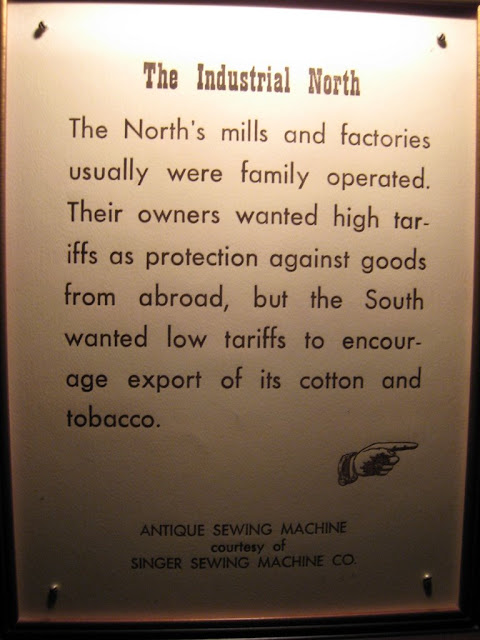 The Industrial North
The North's mills and factories
usually were family operated.
Their owners wanted high tar-
iffs as protection against goods
from abroad, but the South
wanted low tariffs to encour-
age export of its cotton and
tobacco.
ANTIQUE SEWING MACHINE
courtesy of
SINGER SEWING MACHINE CO.